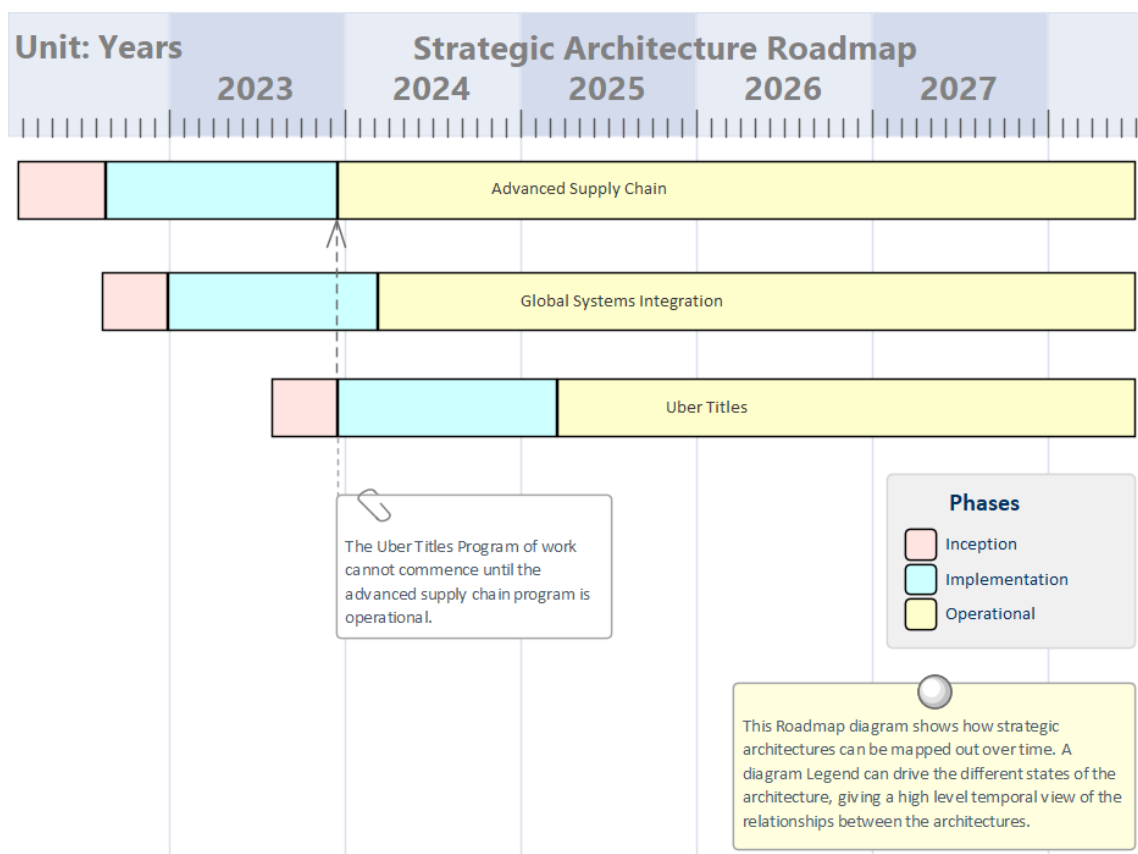 Unit: Years
Strategic Architecture Roadmap
2023
2024
2025
2026
2027
Advanced Supply Chain
Global Systems Integration
Uber Titles
The Uber Titles Program of work
cannot commence until the
advanced supply chain program is
operational.
Phases
Inception
Implementation
Operational
This Roadmap diagram shows how strategic
architectures can be mapped out over time. A
diagram Legend can drive the different states of the
architecture, giving a high level temporal view of the
relationships between the architectures.